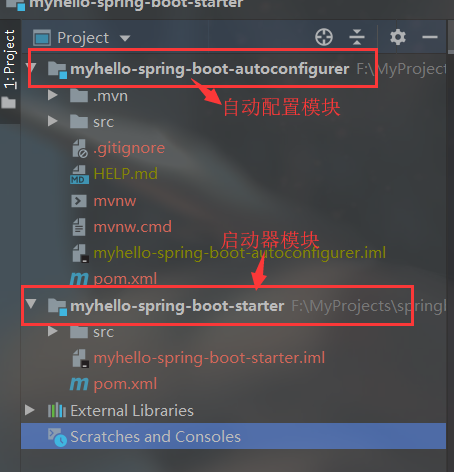 myhello-spring-boot-starter
1: Project
Project
myhello-spring-boot-autoconfigurer F:\MyProject
自动配置模块
.mvn
src
.gitignore
HELP.md
mvnw
mvnw.cmd
启动器模块
myhello-spring-boot-autoconfigurer.iml
pom.xml
myhello-spring-boot-starter F:\MyProjects\spring
src
myhello-spring-boot-starter.iml
pom.xml
External Libraries
Scratches and Consoles